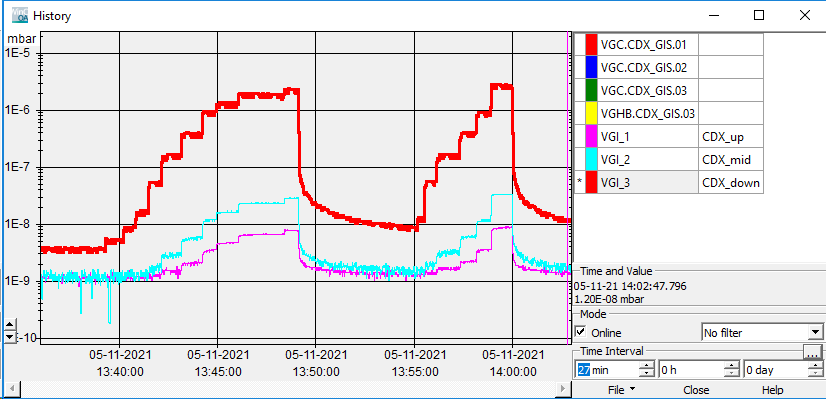 History
mbar
1E-5
1E-6
1E-7
1E-8
1E-9
E-10
05-11-2021 05-11-2021 05-11-2021 05-11-2021 05-11-2021
13:40:00 13:45:00 13:50:00 13:55:00 14:00:00
VGC.CDX_GIS.01
VGC.CDX_GIS.02
VGC.CDX_GIS.03
VGHB.CDX_GIS.03
VGI_1 CDX_up
VGI_2 CDX_mid
* VGI_3 CDX_down
Time and Value
05-11-21 14:02:47.796
1.20E-08 mbar
Mode
Online No filter
Time Interval ...
27 min 0 h 0 day
File Close Help